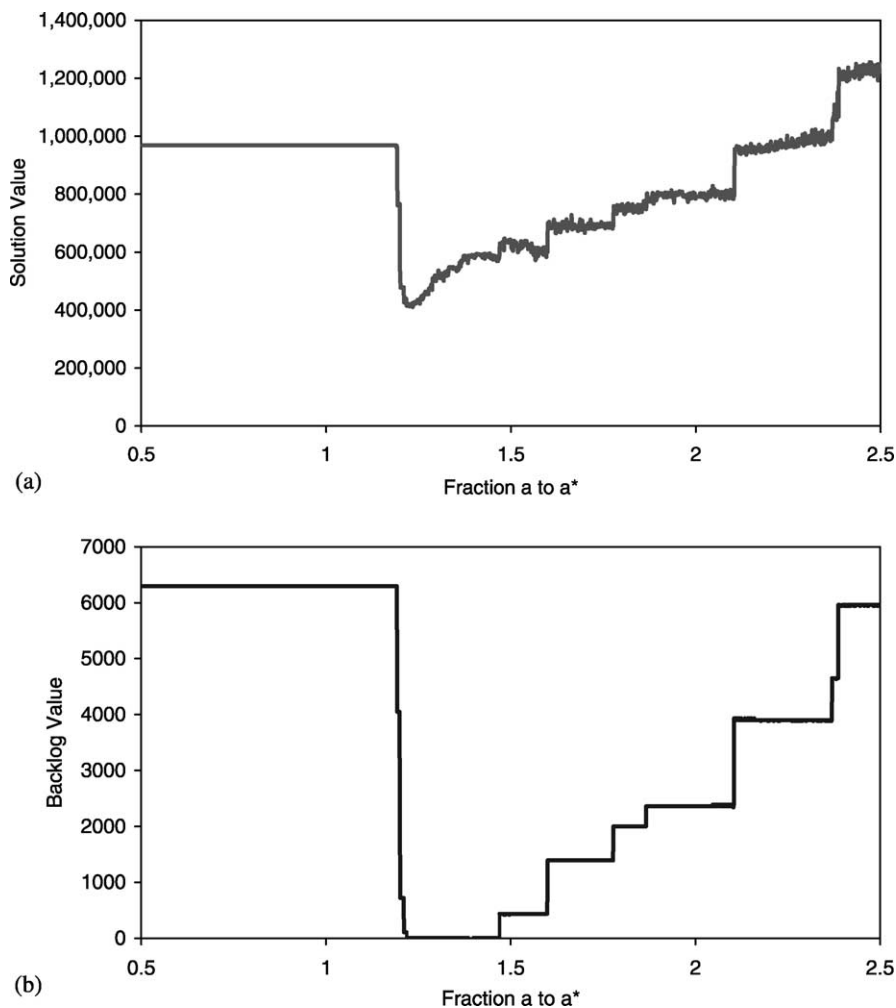 1,400,000
1,200,000
1,000,000
800,000
600,000
400,000
200,000
0
Solution Value
0.5 1 1.5 2 2.5
Fraction a to a*
(a)
7000
6000
5000
4000
3000
2000
1000
0
Backlog Value
0.5 1 1.5 2 2.5
Fraction a to a*
(b)